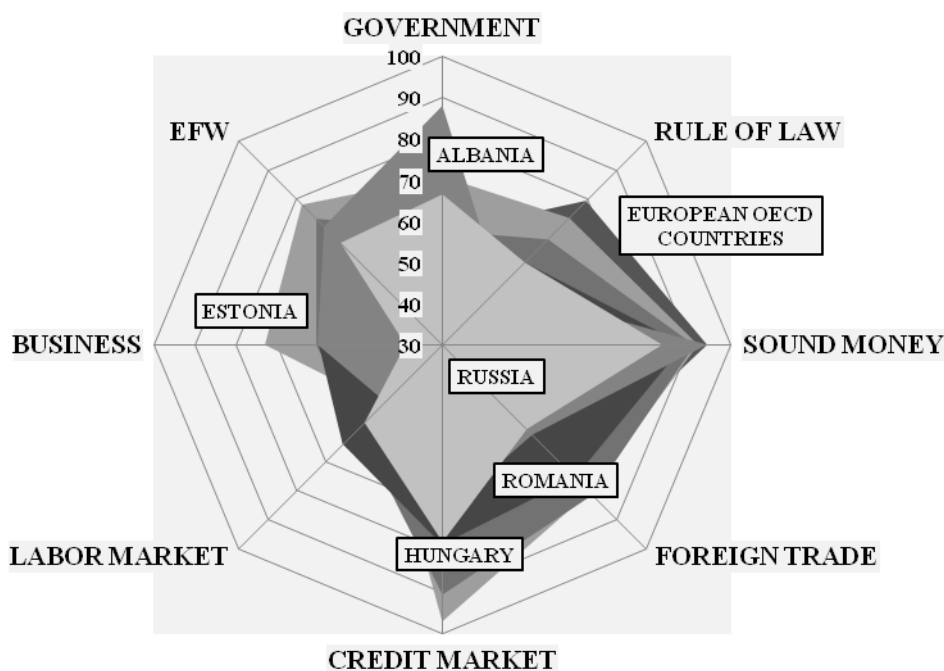 GOVERNMENT
100
90
EFW
RULE OF LAW
80
ALBANIA
70
EUROPEAN OECD
COUNTRIES
60
50
ESTONIA
40
BUSINESS
30
SOUND MONEY
RUSSIA
ROMANIA
LABOR MARKET
HUNGARY
FOREIGN TRADE
CREDIT MARKET